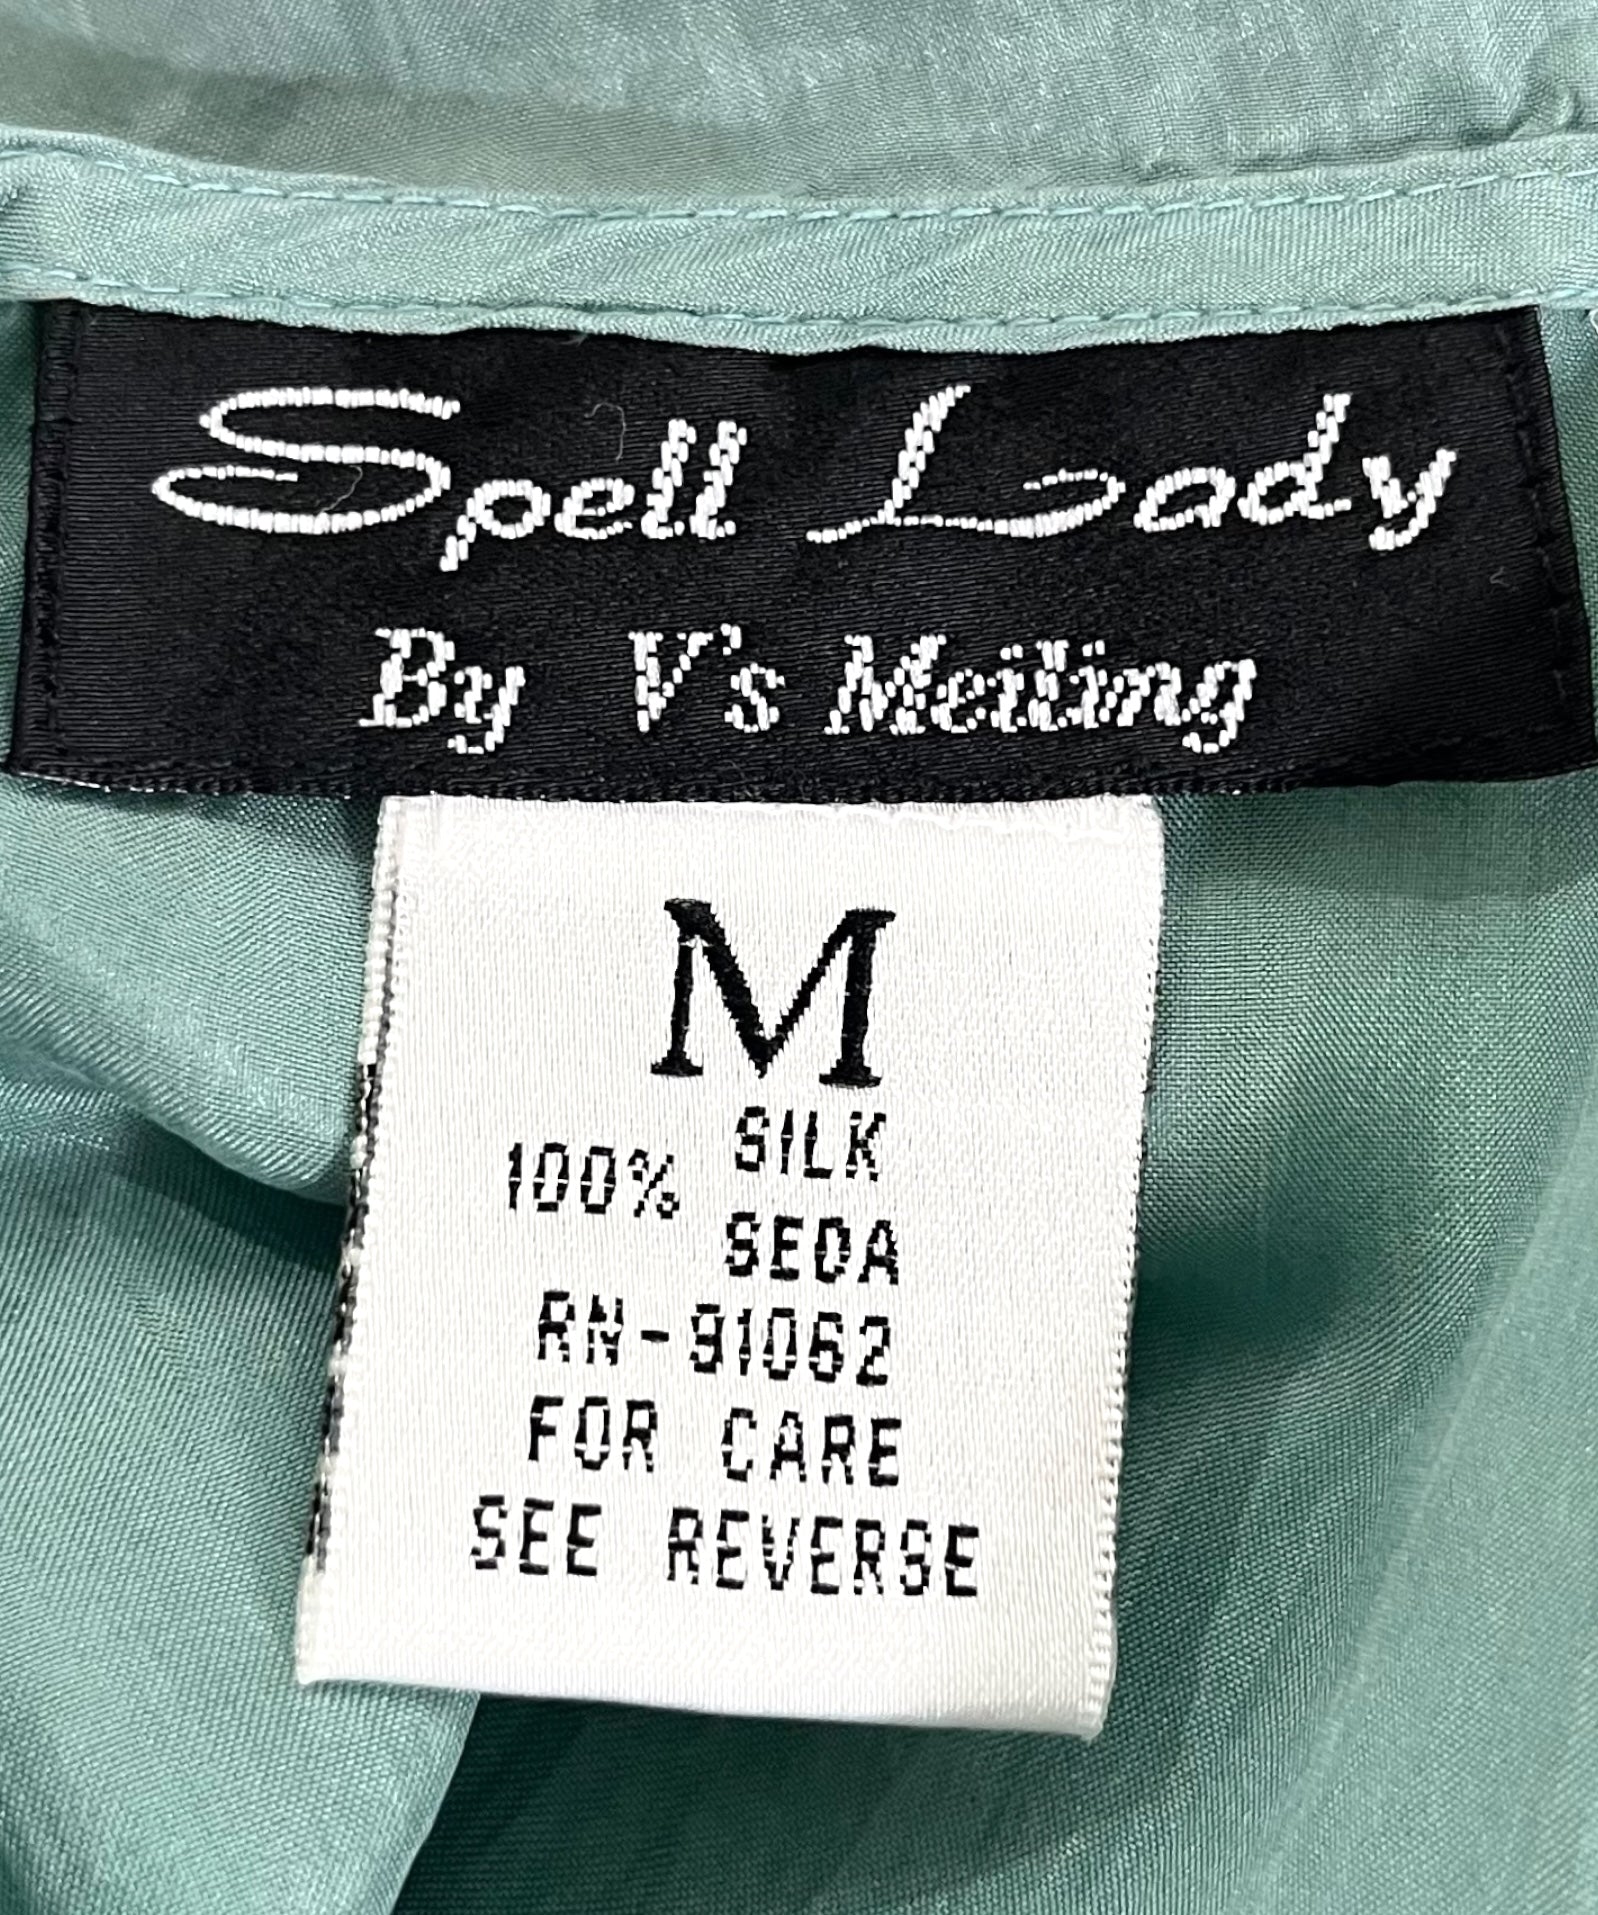 Spell Lady
By V's Meiling
M
SILK
100%
SEDA
RN-91062
FOR CARE
SEE REVERSE